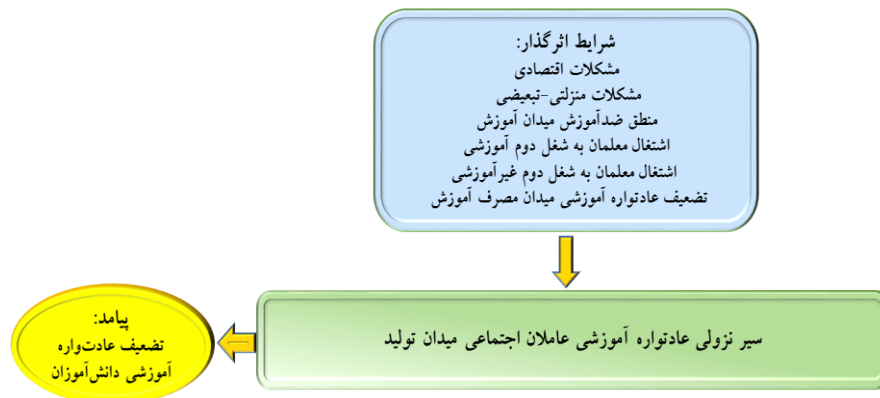 شرایط اثرگذار:
مشکلات اقتصادی
مشکلات منزلتی-تبعیضی
منطق ضدآموزش میدان آموزش
اشتغال معلمان به شغل دوم آموزشی
اشتغال معلمان به شغل دوم غیرآموزشی
تضعیف عادتواره آموزشی میدان مصرف آموزش
سیر نزولی عادتواره آموزشی عاملان اجتماعی میدان تولید
پیامد:
تضعیف عادت‌واره
آموزشی دانش‌آموزان